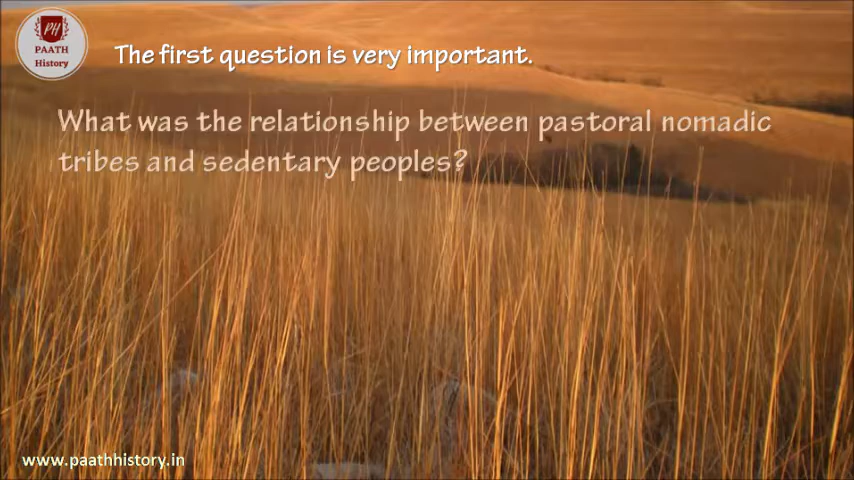 PH
PAATH
History
The first question is very important.
What was the relationship between pastoral nomadic
tribes and sedentary peoples?
www.paathhistory.in